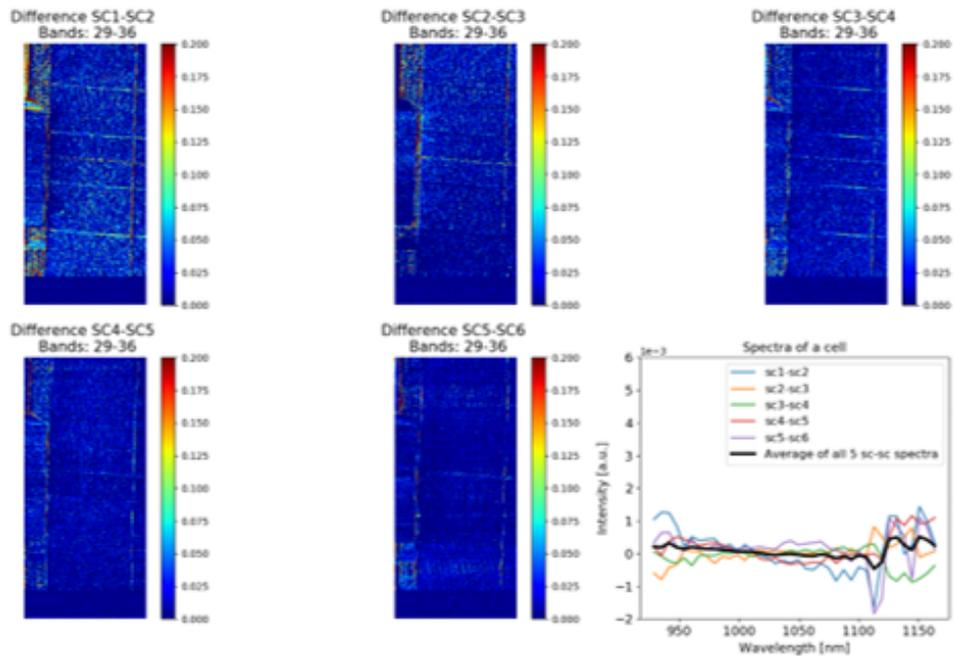 Difference SC1-SC2
Bands: 29-36
0.200
0.175
0.150
0.125
0.100
0.075
0.050
0.025
0.000
Difference SC2-SC3
Bands: 29-36
0.200
0.175
0.150
0.125
0.100
0.075
0.050
0.025
0.000
Difference SC3-SC4
Bands: 29-36
0.200
0.175
0.150
0.125
0.100
0.075
0.050
0.025
0.000
Difference SC4-SC5
Bands: 29-36
0.200
0.175
0.150
0.125
0.100
0.075
0.050
0.025
0.000
Difference SC5-SC6
Bands: 29-36
0.200
0.175
0.150
0.125
0.100
0.075
0.050
0.025
0.000
Spectra of a cell
1e−3
sc1-sc2
sc2-sc3
sc3-sc4
sc4-sc5
sc5-sc6
Average of all 5 sc-sc spectra
Intensity [a.u.]
6
5
4
3
2
1
0
−1
−2
950 1000 1050 1100 1150
Wavelength [nm]